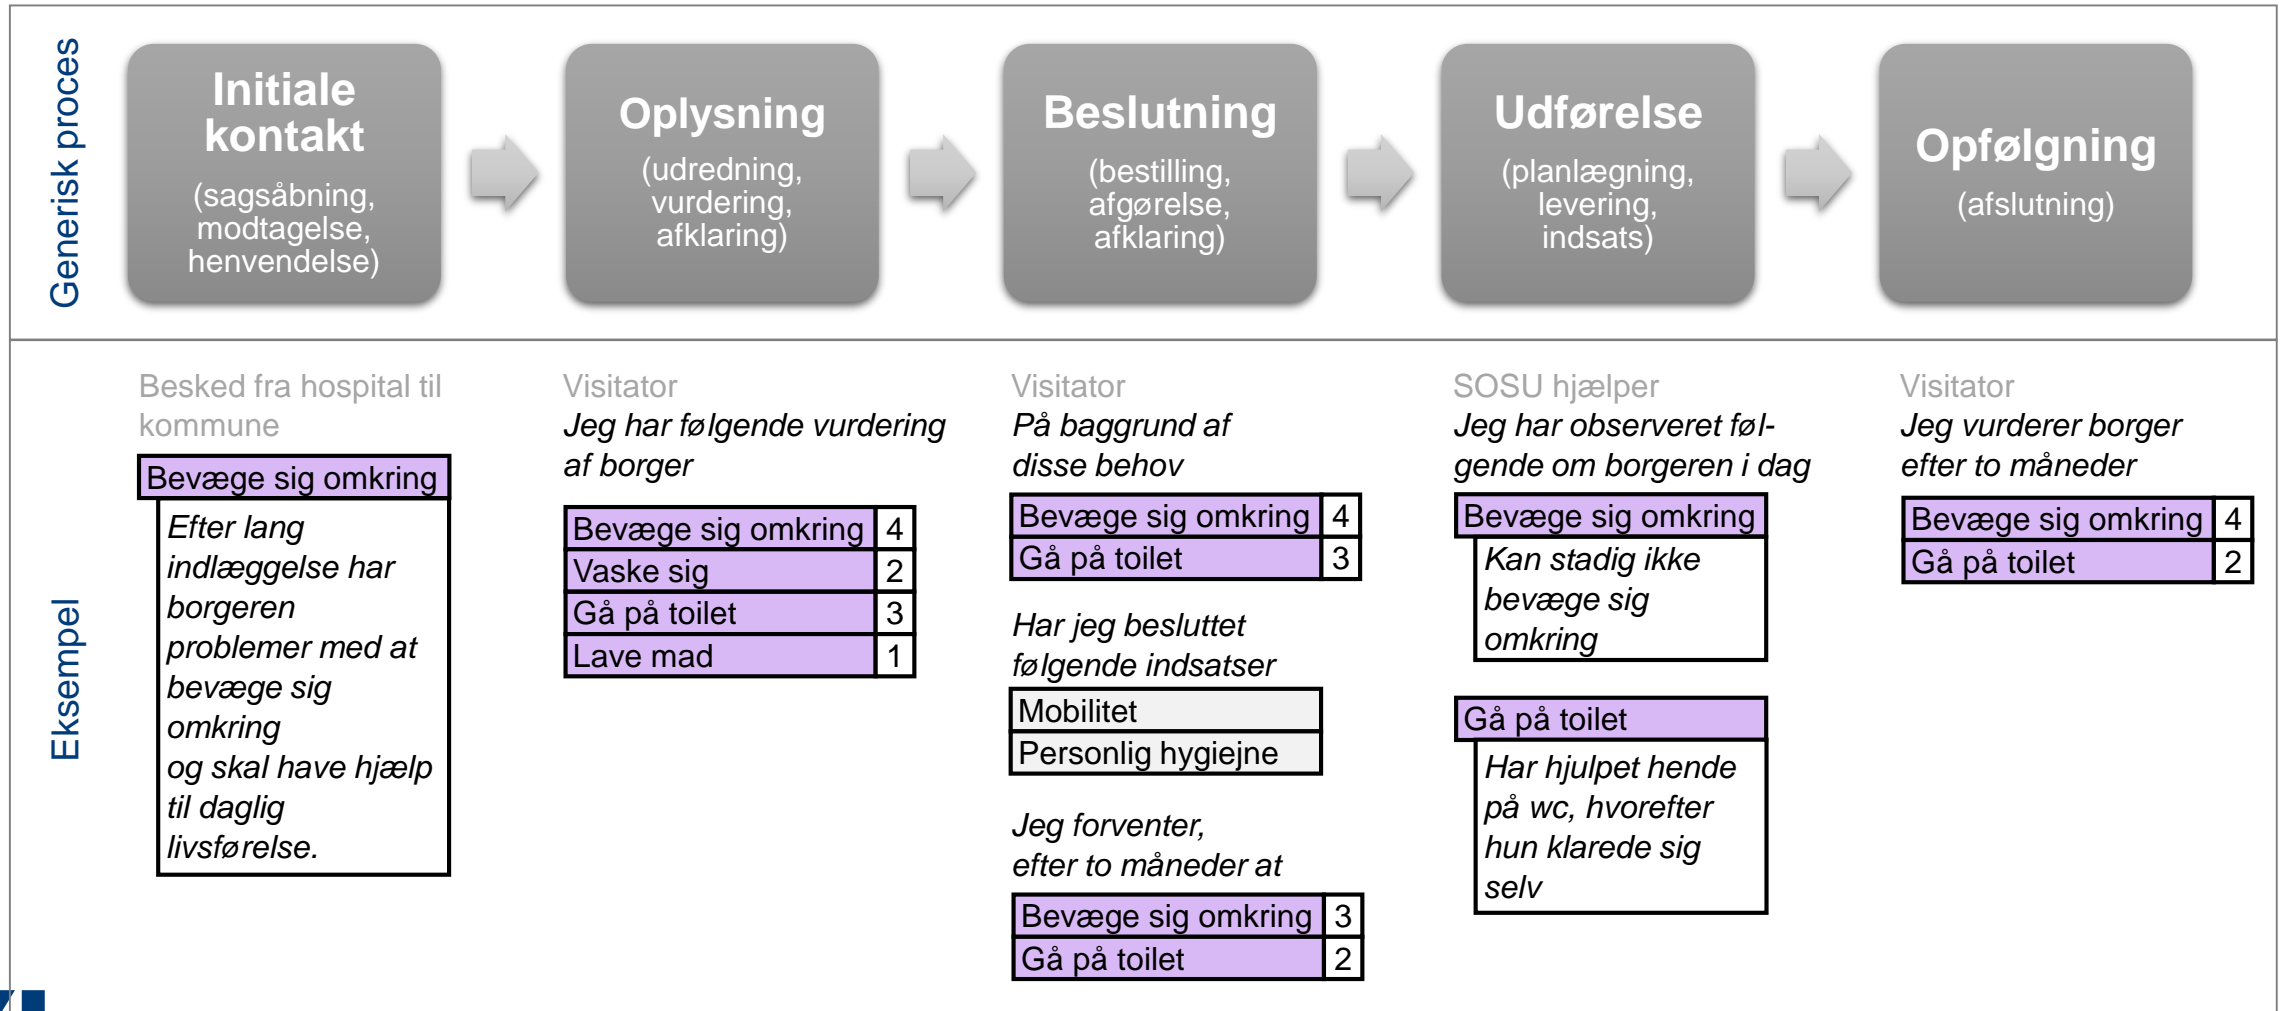 Generisk proces
Initiale
kontakt
(sagsåbning,
modtagelse,
henvendelse)
Oplysning
(udredning,
vurdering,
afklaring)
Beslutning
(bestilling,
afgørelse,
afklaring)
Udførelse
(planlægning,
levering,
indsats)
Opfølgning
(afslutning)
Eksempel
Besked fra hospital til
kommune
Bevæge sig omkring
Efter lang
indlæggelse har
borgeren
problemer med at
bevæge sig
omkring
og skal have hjælp
til daglig
livsførelse.
Visitator
Jeg har følgende vurdering
af borger
Bevæge sig omkring 4
Vaske sig 2
Gå på toilet 3
Lave mad 1
Visitator
På baggrund af
disse behov
Bevæge sig omkring 4
Gå på toilet 3
Har jeg besluttet
følgende indsatser
Mobilitet
Personlig hygiejne
Jeg forventer,
efter to måneder at
Bevæge sig omkring 3
Gå på toilet 2
SOSU hjælper
Jeg har observeret føl-
gende om borgeren i dag
Bevæge sig omkring
Kan stadig ikke
bevæge sig
omkring
Gå på toilet
Har hjulpet hende
på wc, hvorefter
hun klarede sig
selv
Visitator
Jeg vurderer borger
efter to måneder
Bevæge sig omkring 4
Gå på toilet 2